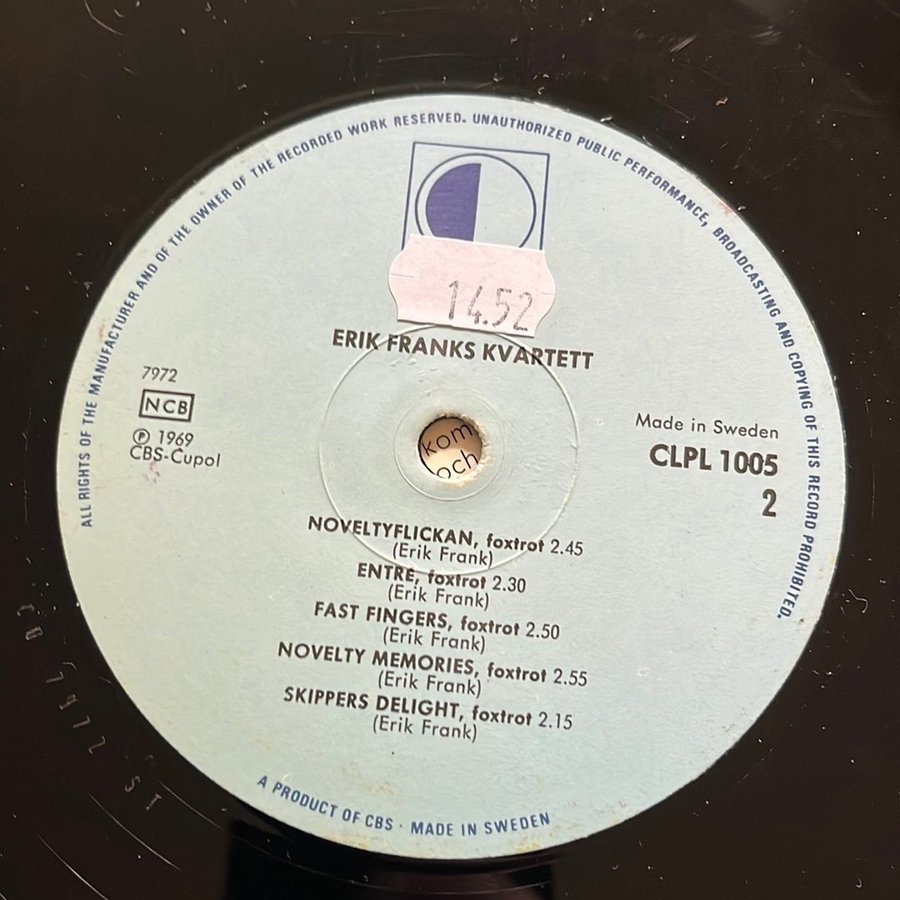 ALL RIGHTS OF THE MANUFACTURER AND OF THE OWNER OF THE RECORDED WORK RESERVED. UNAUTHORIZED PUBLIC PERFORMANCE, BROADCASTING AND COPYING OF THIS RECORD PROHIBITED.
14.52
ERIK FRANKS KVARTETT
7972
NCB
Ⓟ 1969
CBS-Cupol
Made in Sweden
CLPL 1005
2
kom
och
NOVELTYFLICKAN, foxtrot 2.45
(Erik Frank)
ENTRÉ, foxtrot 2.30
(Erik Frank)
FAST FINGERS, foxtrot 2.50
(Erik Frank)
NOVELTY MEMORIES, foxtrot 2.55
(Erik Frank)
SKIPPERS DELIGHT, foxtrot 2.15
(Erik Frank)
A PRODUCT OF CBS · MADE IN SWEDEN